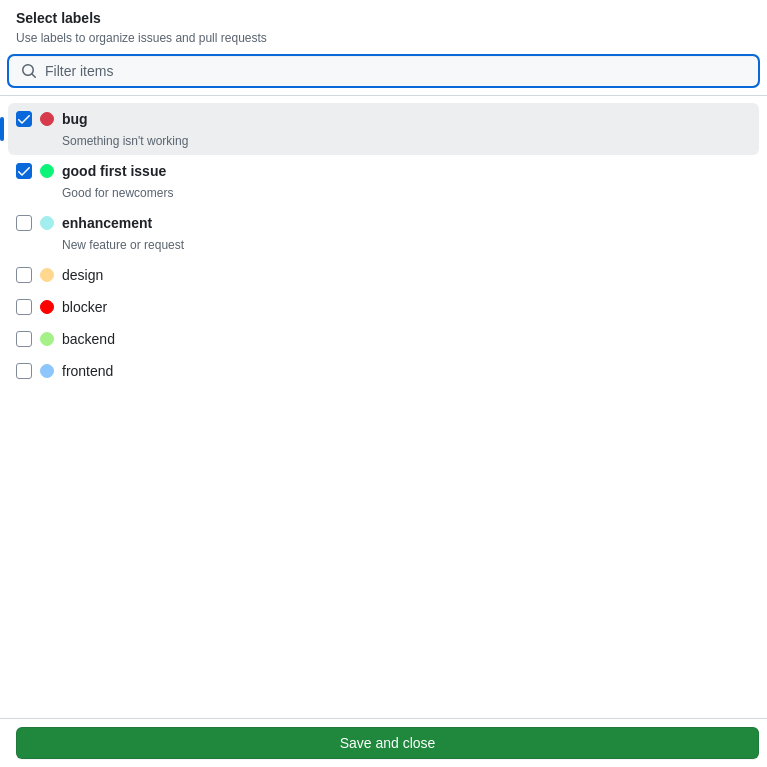 Select labels
Use labels to organize issues and pull requests
Filter items
bug
Something isn't working
good first issue
Good for newcomers
enhancement
New feature or request
design
blocker
backend
frontend
Save and close